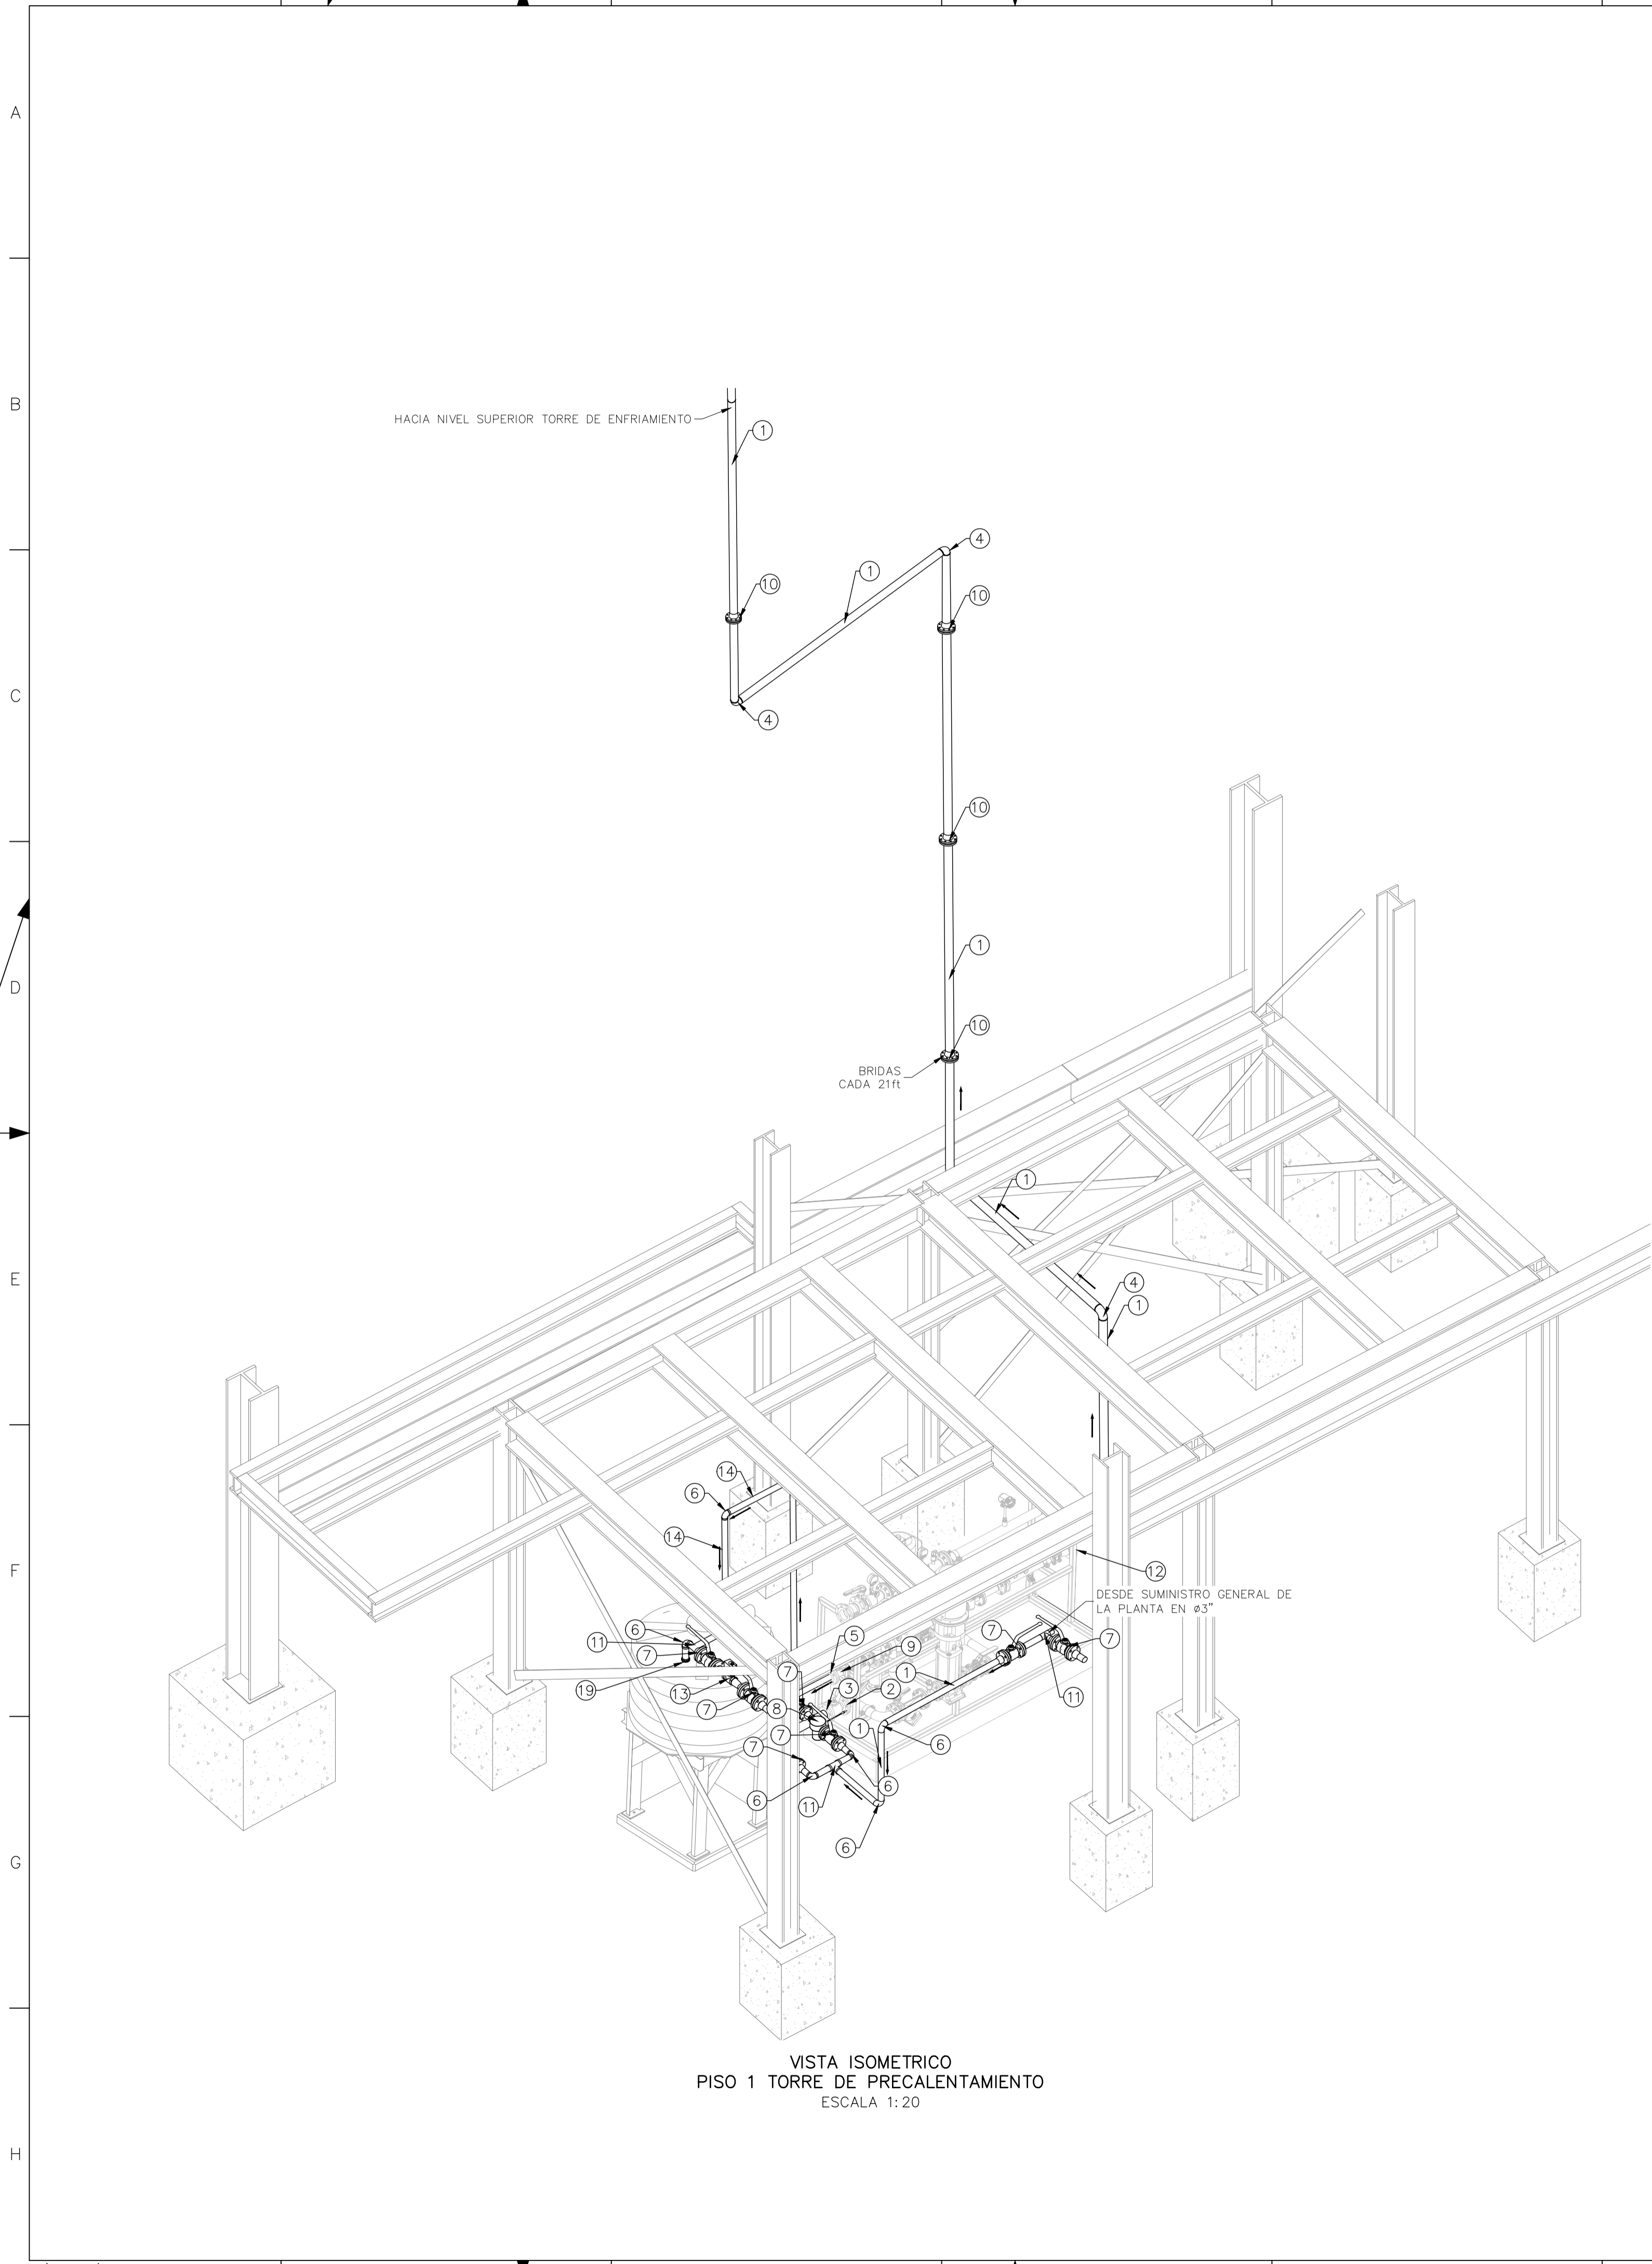 A
B
HACIA NIVEL SUPERIOR TORRE DE ENFRIAMIENTO
1
4
1
10
10
C
4
10
1
D
10
BRIDAS
CADA 21ft
1
E
4
1
14
6
14
F
12
DESDE SUMINISTRO GENERAL DE
LA PLANTA EN ø3"
6
5
7
7
11
9
7
7
1
11
19
13
3
2
7
8
1
7
7
6
6
6
11
6
G
VISTA ISOMETRICO
PISO 1 TORRE DE PRECALENTAMIENTO
ESCALA 1:20
H